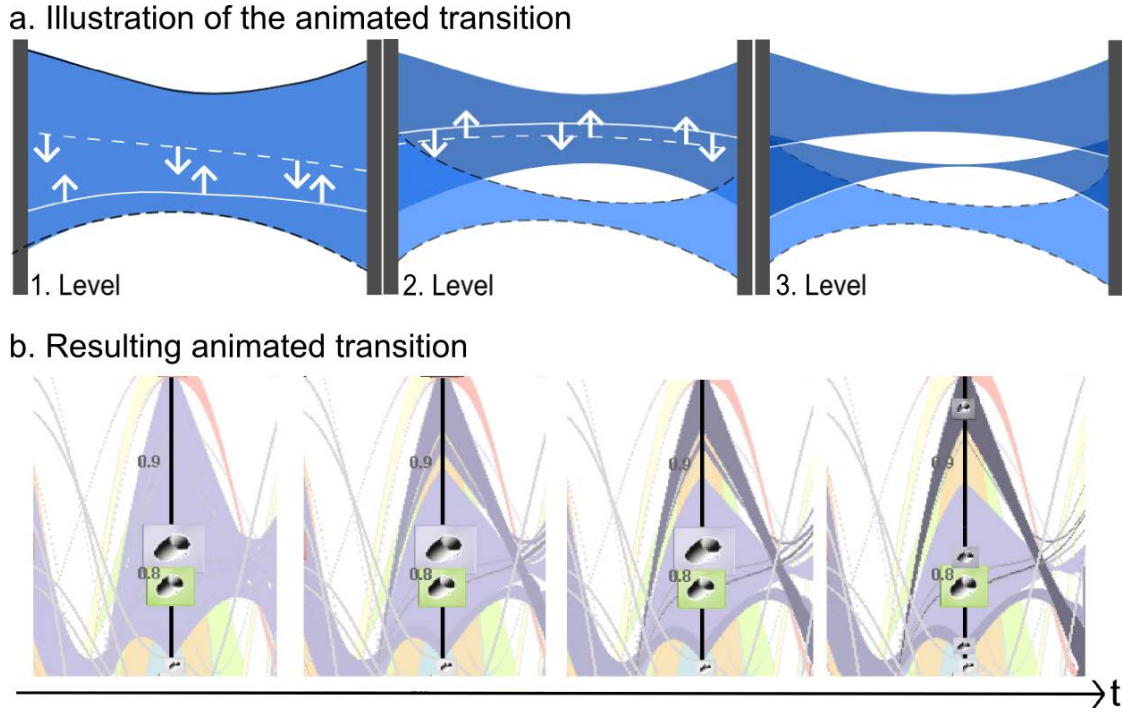 a. Illustration of the animated transition
1. Level
2. Level
3. Level
b. Resulting animated transition
0.9
0.8
0.9
0.8
0.9
0.8
0.9
0.8
t